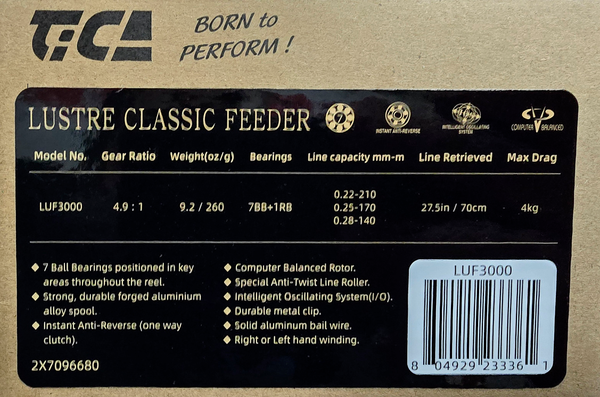 TiCA
BORN to
PERFORM !
LUSTRE CLASSIC FEEDER
7
INSTANT ANTI-REVERSE
INTELLIGENT OSCILLATING
SYSTEM
COMPUTER BALANCED
Model No. Gear Ratio Weight(oz/g) Bearings Line capacity mm-m Line Retrieved Max Drag
LUF3000 4.9 : 1 9.2 / 260 7BB+1RB 0.22-210 27.5in / 70cm 4kg
0.25-170
0.28-140
◆ 7 Ball Bearings positioned in key
areas throughout the reel.
◆ Strong, durable forged aluminium
alloy spool.
◆ Instant Anti-Reverse (one way
clutch).
◆ Computer Balanced Rotor.
◆ Special Anti-Twist Line Roller.
◆ Intelligent Oscillating System(I/O).
◆ Durable metal clip.
◆ Solid aluminum bail wire.
◆ Right or Left hand winding.
LUF3000
8 04929 23336 1
2X7096680